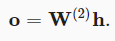 𝐨 = 𝐖⁽²⁾𝐡.